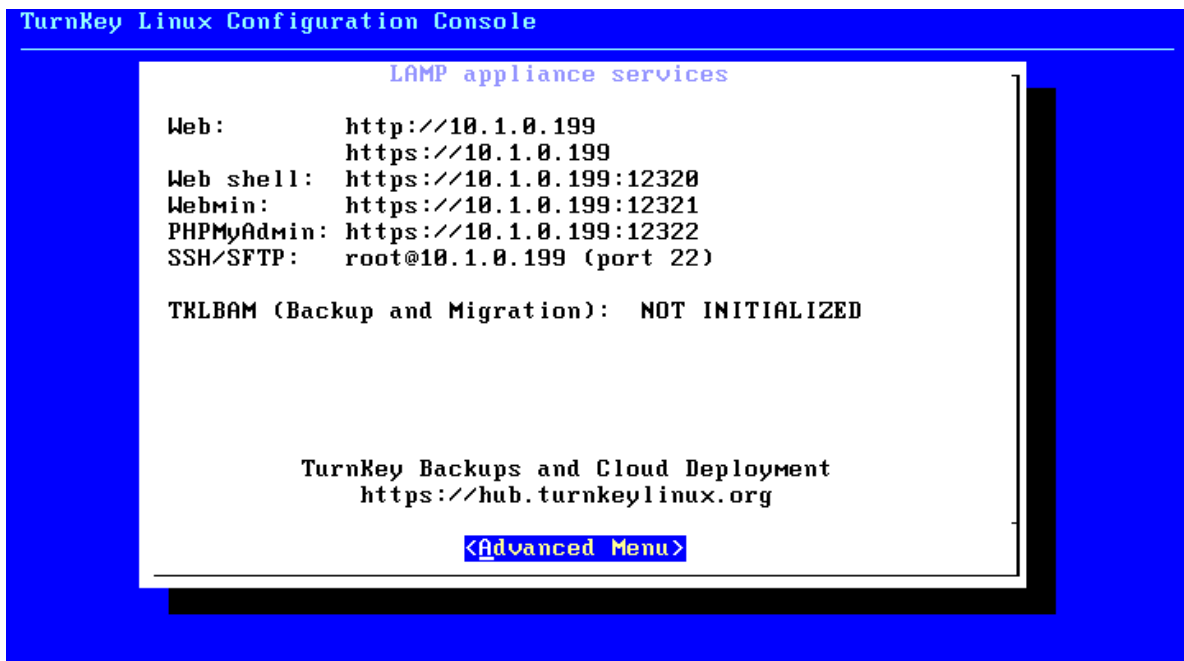 TurnKey Linux Configuration Console
LAMP appliance services
Web: http://10.1.0.199
https://10.1.0.199
Web shell: https://10.1.0.199:12320
Webmin: https://10.1.0.199:12321
PHPMyAdmin: https://10.1.0.199:12322
SSH/SFTP: root@10.1.0.199 (port 22)
TKLBAM (Backup and Migration): NOT INITIALIZED
TurnKey Backups and Cloud Deployment
https://hub.turnkeylinux.org
<Advanced Menu>